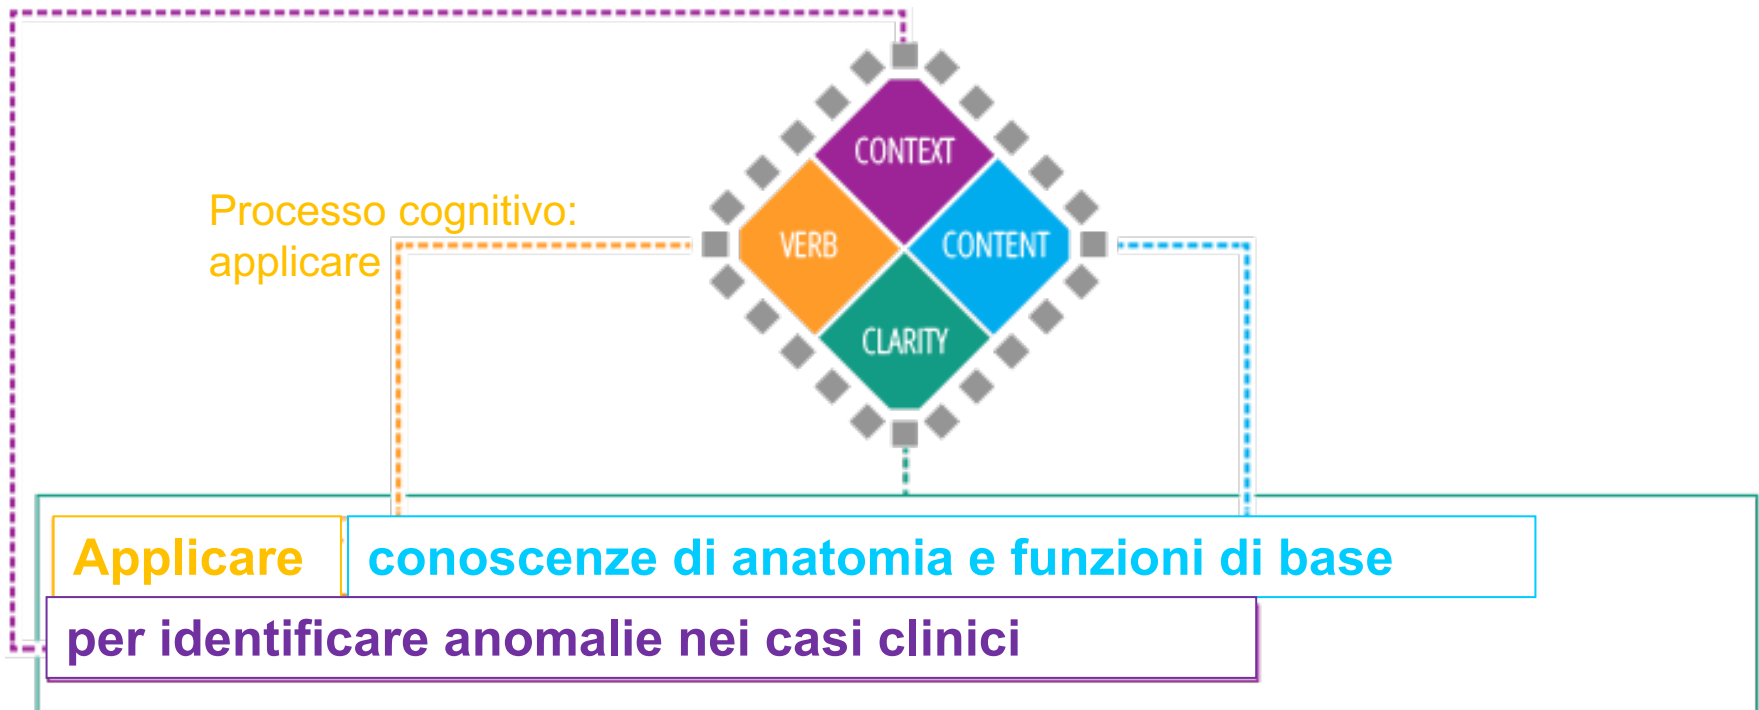 CONTEXT
Processo cognitivo:
applicare
VERB
CONTENT
CLARITY
Applicare conoscenze di anatomia e funzioni di base
per identificare anomalie nei casi clinici